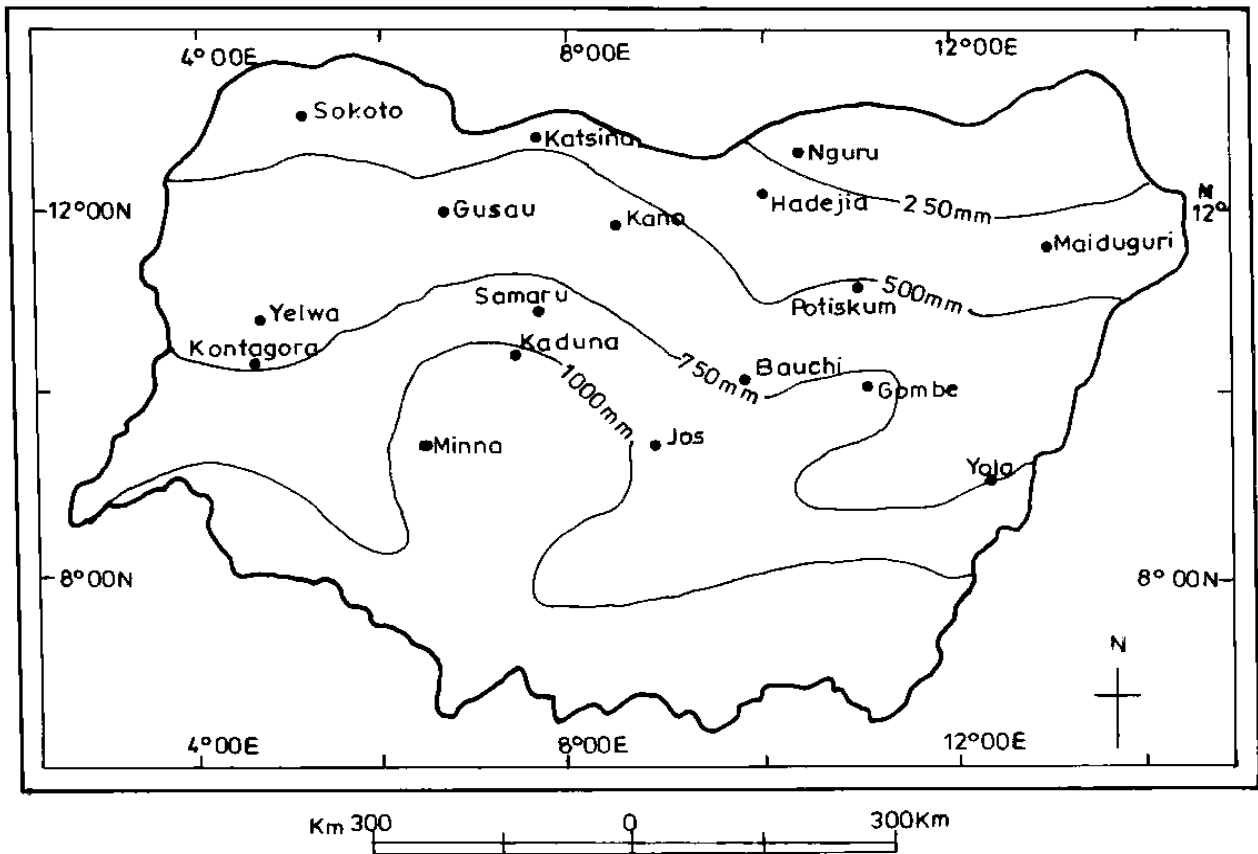 4°00E 8°00E 12°00E
Sokoto
Katsina
Nguru
Hadejia
250mm
N
12°00N
12°
Gusau
Kano
Maiduguri
500mm
Potiskum
Samaru
Yelwa
Kontagora
Kaduna
750mm
Bauchi
Gombe
1000mm
Minna
Jos
Yola
8°00N
8°00N
N
4°00E 8°00E 12°00E
Km 300 0 300Km